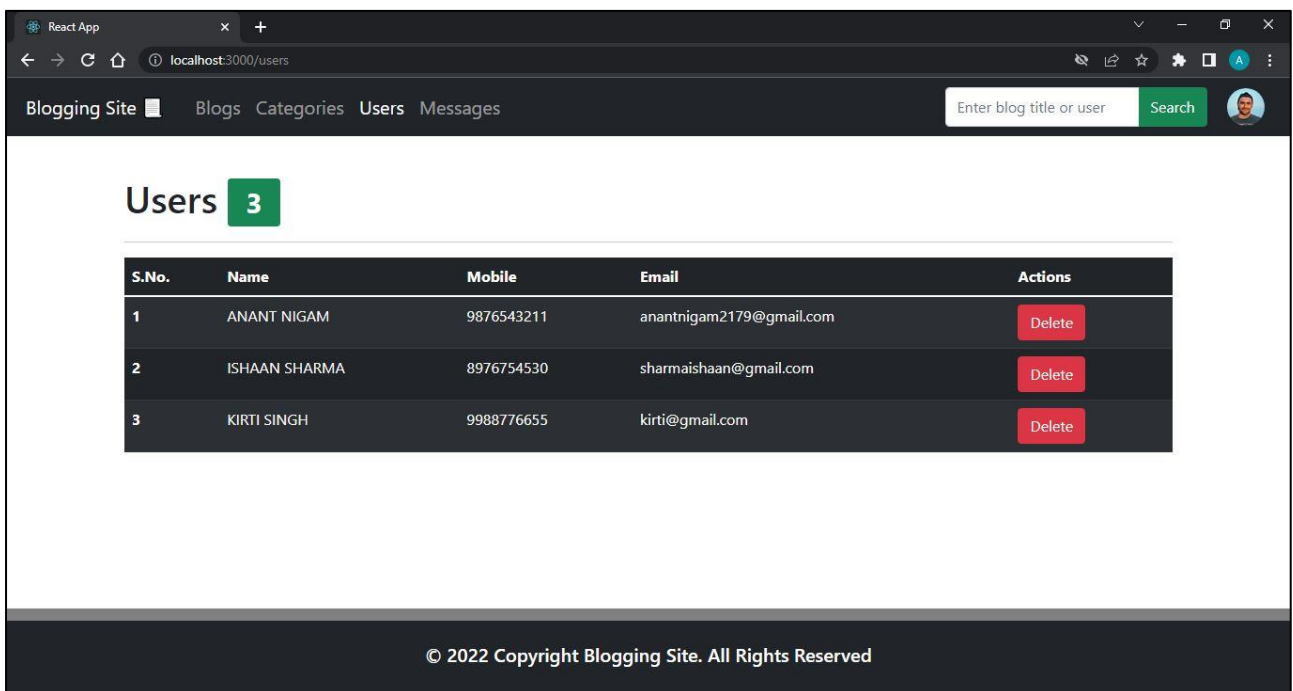 React App
localhost:3000/users
A
Blogging Site Blogs Categories Users Messages Enter blog title or user Search
Users 3
S.No. Name Mobile Email Actions
1 ANANT NIGAM 9876543211 anantnigam2179@gmail.com Delete
2 ISHAAN SHARMA 8976754530 sharmaishaan@gmail.com Delete
3 KIRTI SINGH 9988776655 kirti@gmail.com Delete
© 2022 Copyright Blogging Site. All Rights Reserved